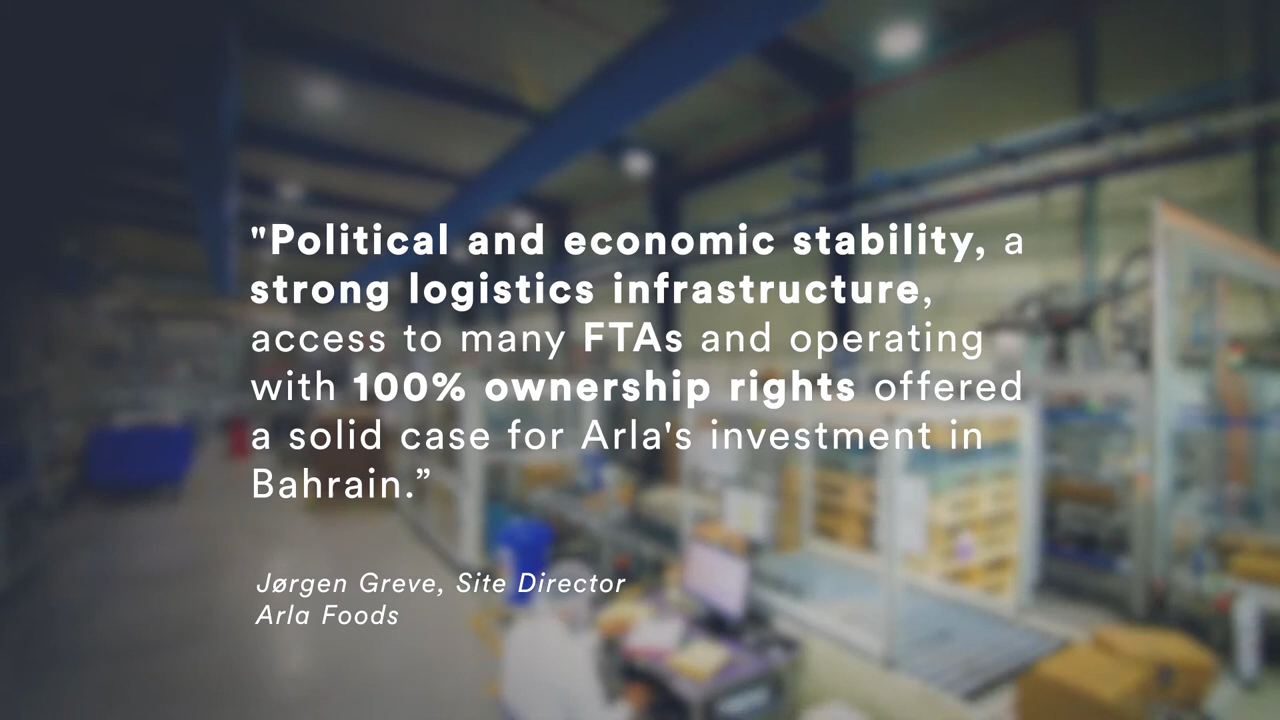 "Political and economic stability, a
strong logistics infrastructure,
access to many FTAs and operating
with 100% ownership rights offered
a solid case for Arla's investment in
Bahrain.”
Jørgen Greve, Site Director
Arla Foods